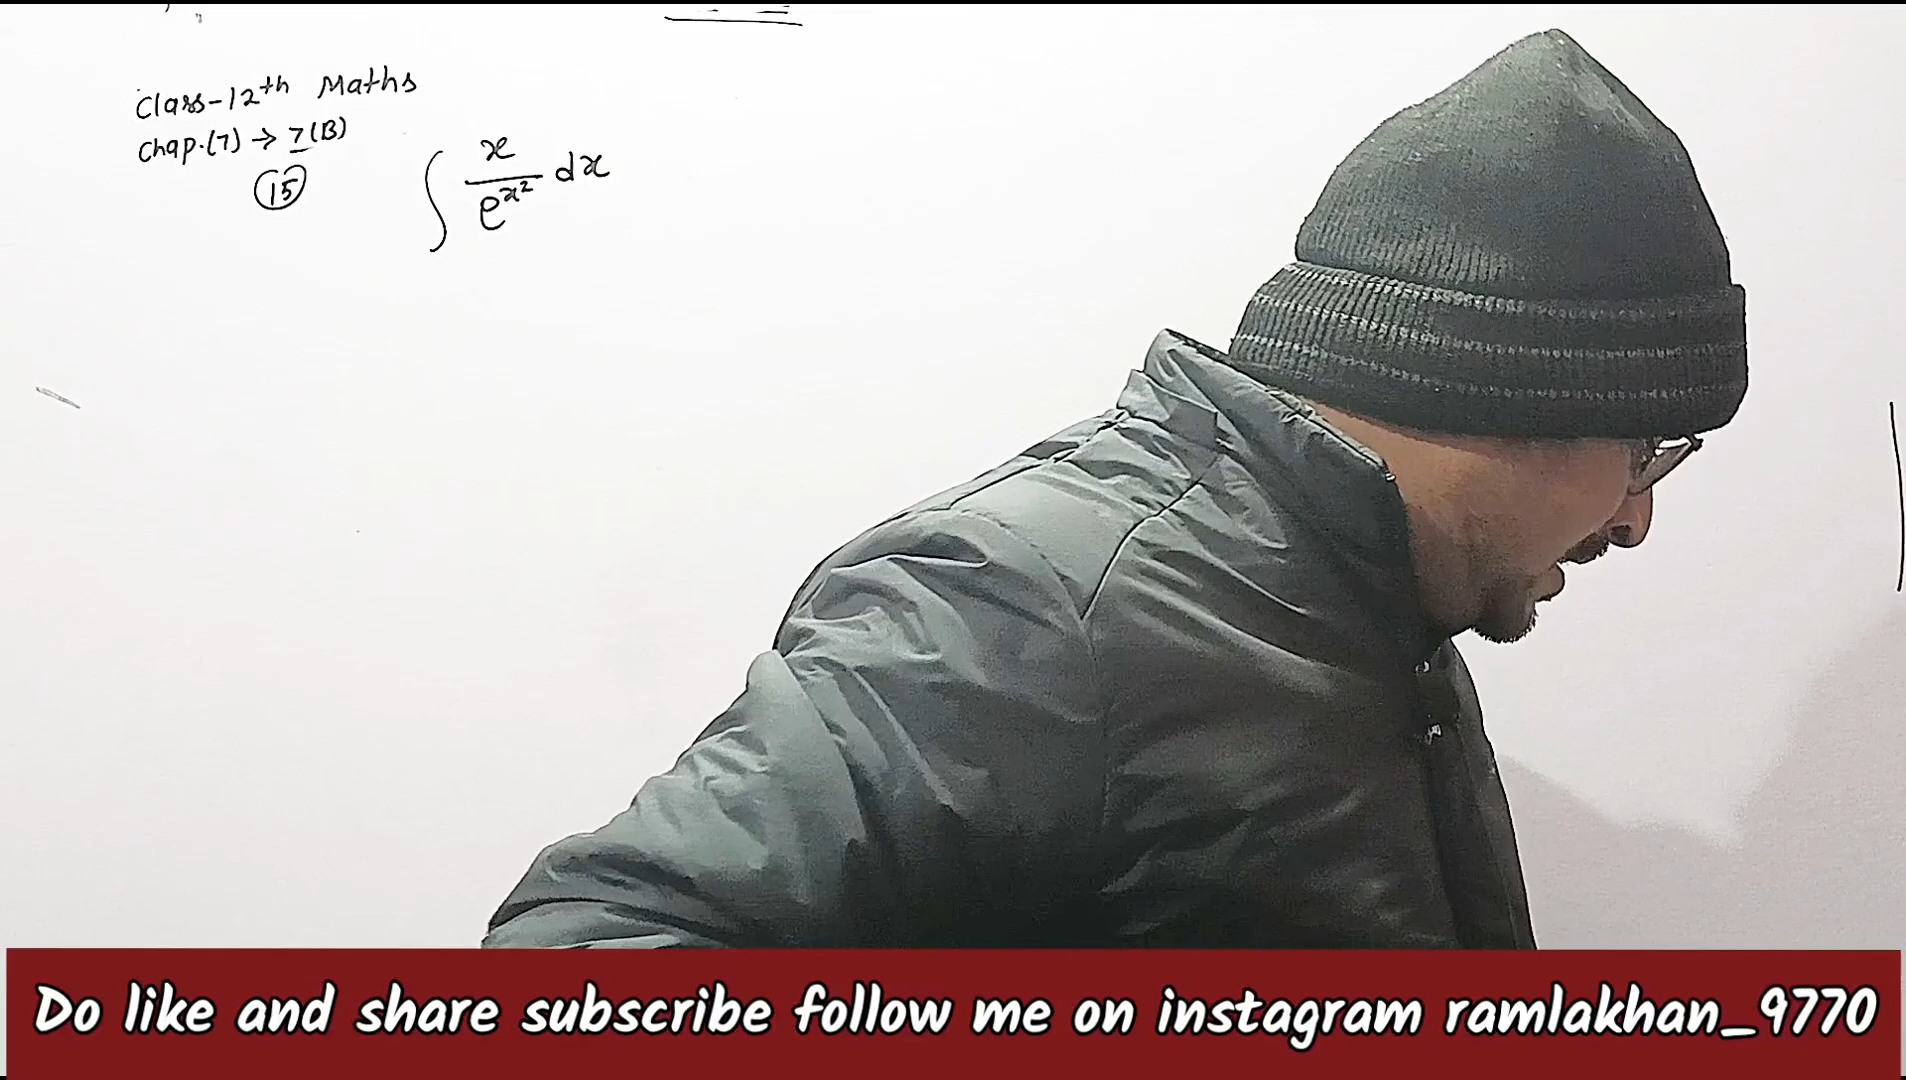 Class-12th Maths
Chap.(7) → 7(B)
15
∫ x/e^x² dx
Do like and share subscribe follow me on instagram ramlakhan_9770